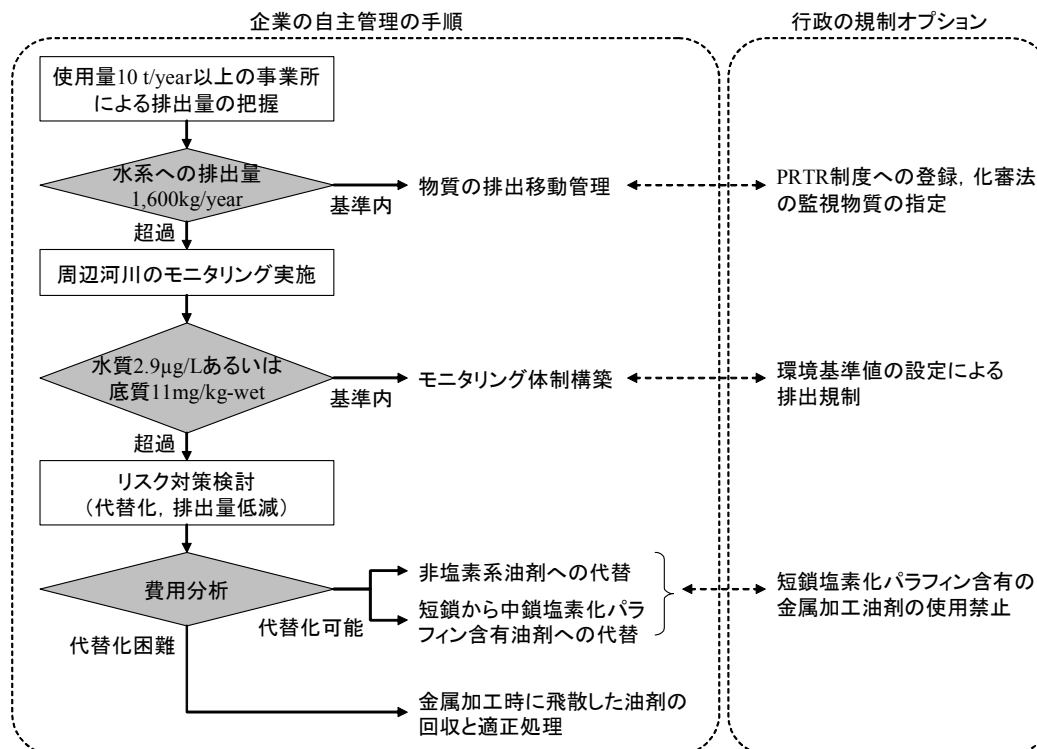 企業の自主管理の手順
行政の規制オプション
使用量10 t/year以上の事業所
による排出量の把握
水系への排出量
1,600kg/year
基準内
物質の排出移動管理
PRTR制度への登録，化審法
の監視物質の指定
超過
周辺河川のモニタリング実施
水質2.9μg/Lあるいは
底質11mg/kg-wet
基準内
モニタリング体制構築
環境基準値の設定による
排出規制
超過
リスク対策検討
（代替化，排出量低減）
費用分析
代替化可能
非塩素系油剤への代替
短鎖から中鎖塩素化パラ
フィン含有油剤への代替
短鎖塩素化パラフィン含有の
金属加工油剤の使用禁止
代替化困難
金属加工時に飛散した油剤の
回収と適正処理